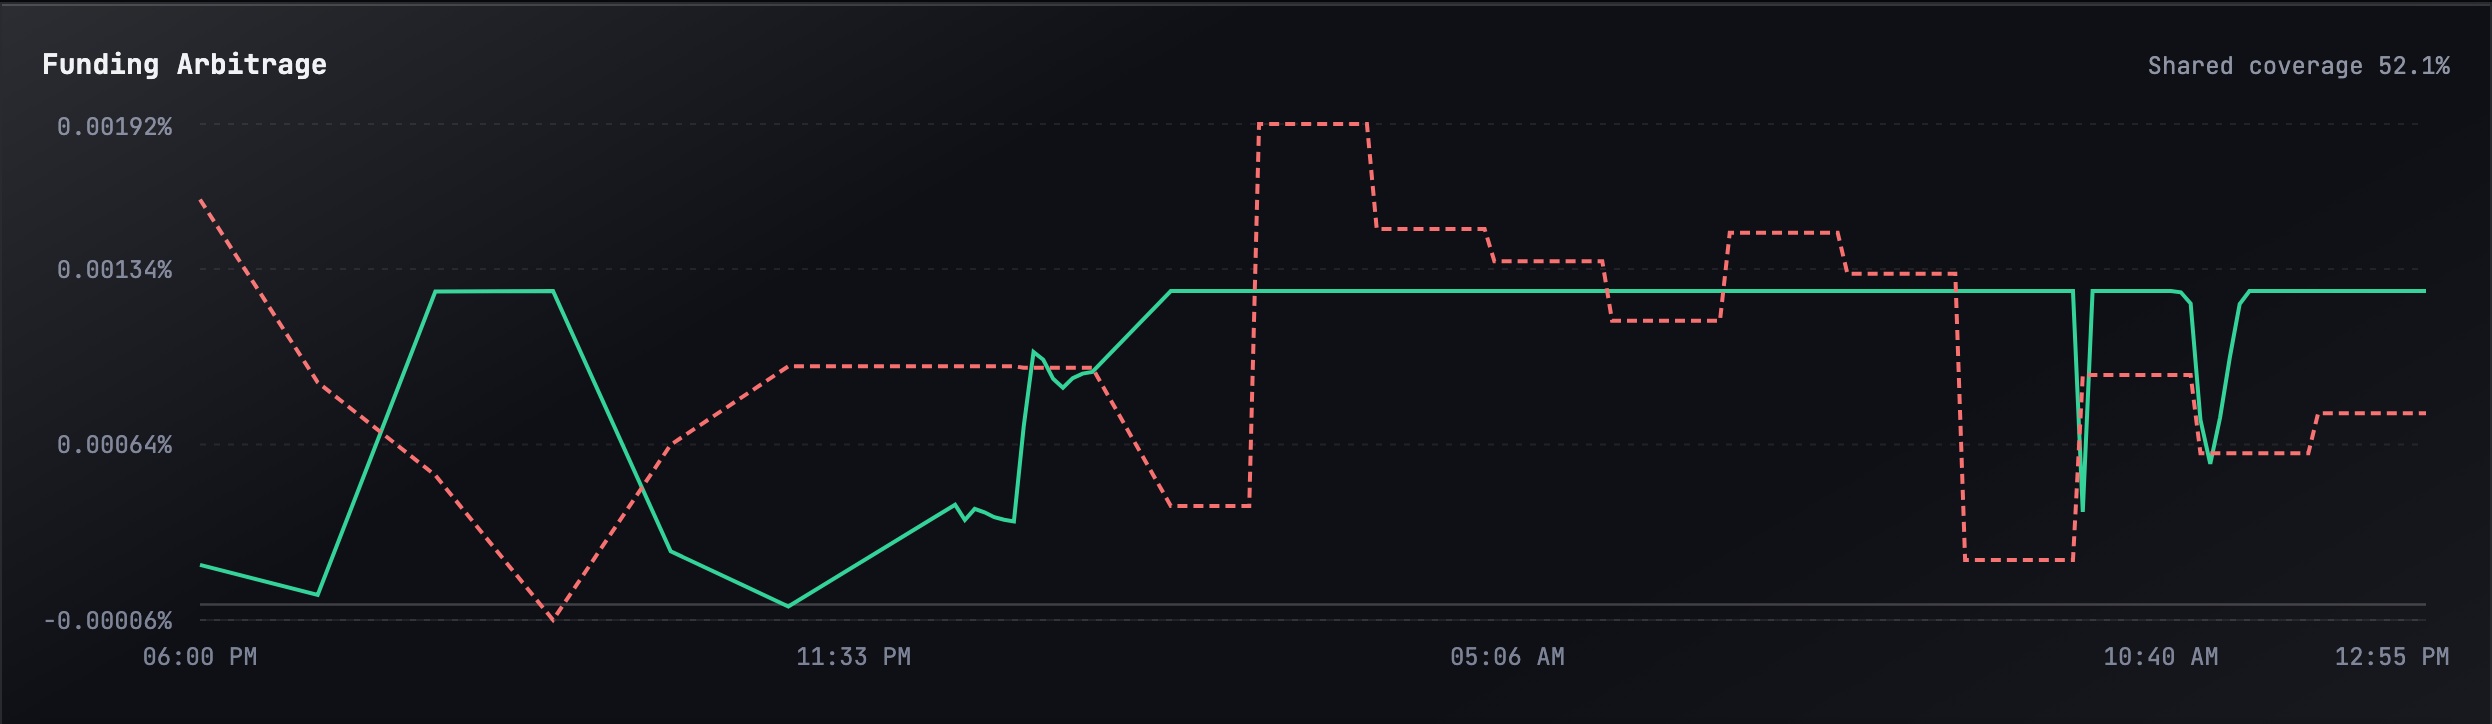 Funding Arbitrage
Shared coverage 52.1%
0.00192%
0.00134%
0.00064%
-0.00006%
06:00 PM 11:33 PM 05:06 AM 10:40 AM 12:55 PM